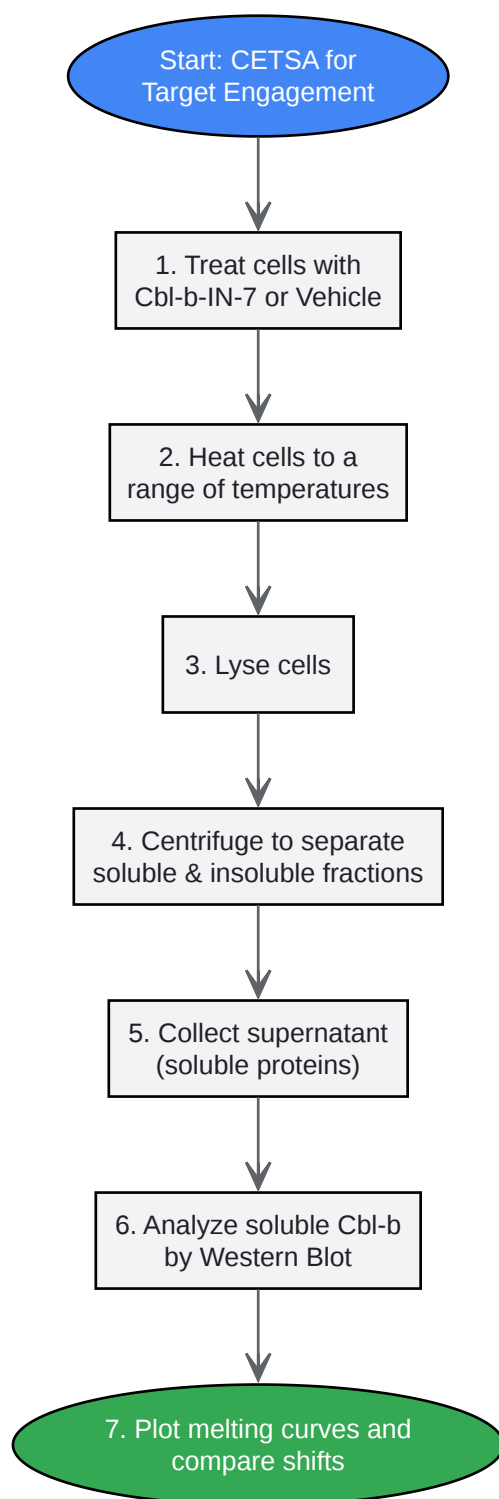 Start: CETSA for
Target Engagement
1. Treat cells with
Cbl-b-IN-7 or Vehicle
2. Heat cells to a
range of temperatures
3. Lyse cells
4. Centrifuge to separate
soluble & insoluble fractions
5. Collect supernatant
(soluble proteins)
6. Analyze soluble Cbl-b
by Western Blot
7. Plot melting curves and
compare shifts